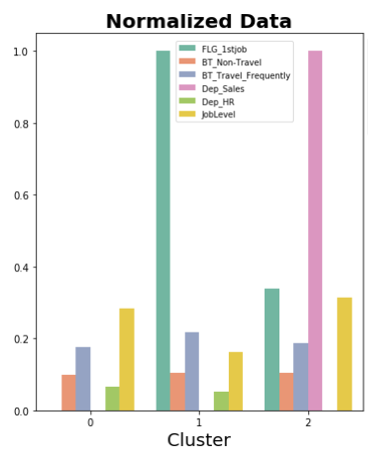 Normalized Data
FLG_1stjob
BT_Non-Travel
BT_Travel_Frequently
Dep_Sales
Dep_HR
JobLevel
1.0
0.8
0.6
0.4
0.2
0.0
0 1 2
Cluster